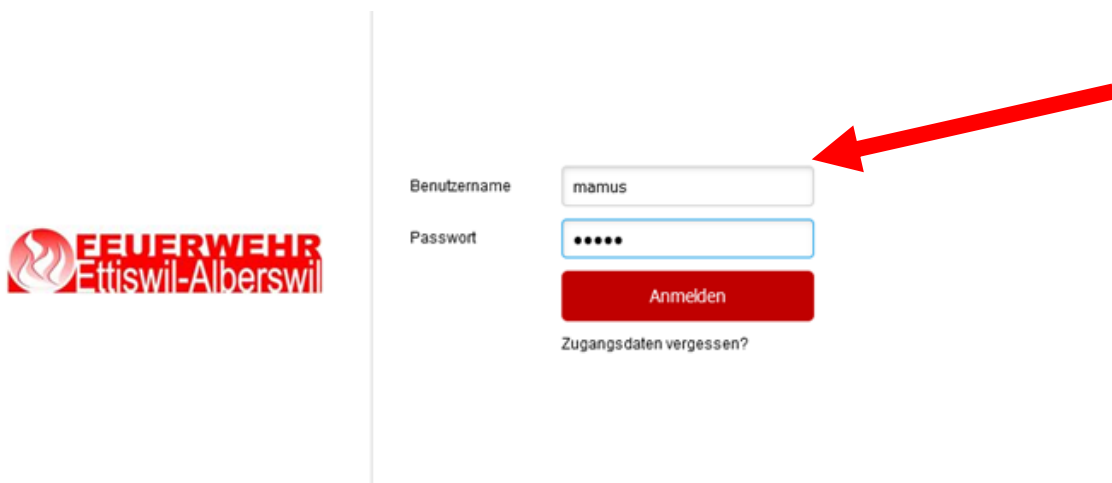 FEUERWEHR
Ettiswil-Alberswil
Benutzername
mamus
Passwort
•••••
Anmelden
Zugangsdaten vergessen?